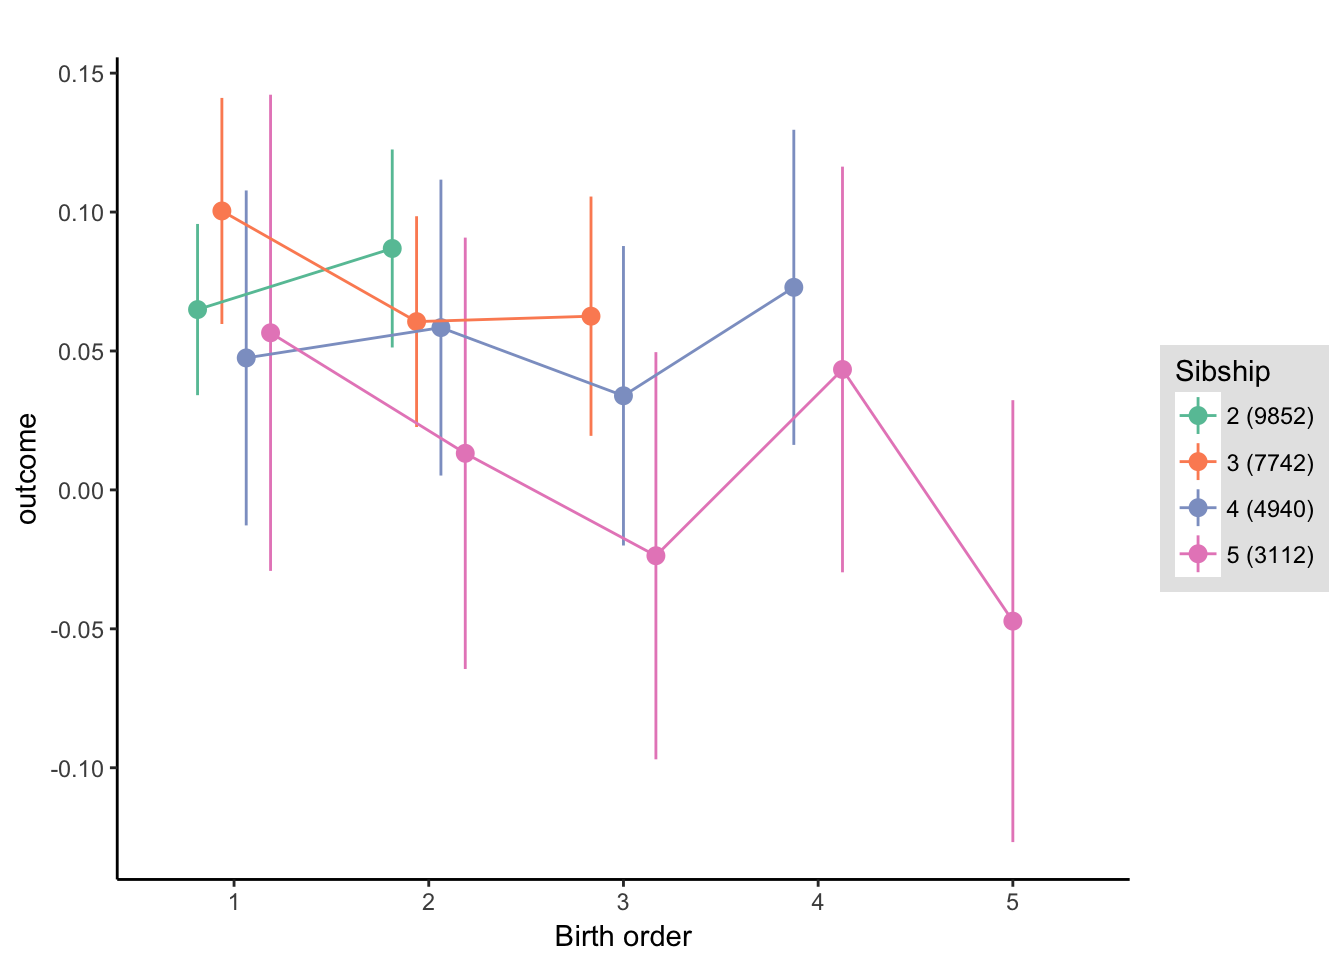 0.15
0.10
0.05
0.00
-0.05
-0.10
outcome
1 2 3 4 5
Birth order
Sibship
2 (9852)
3 (7742)
4 (4940)
5 (3112)